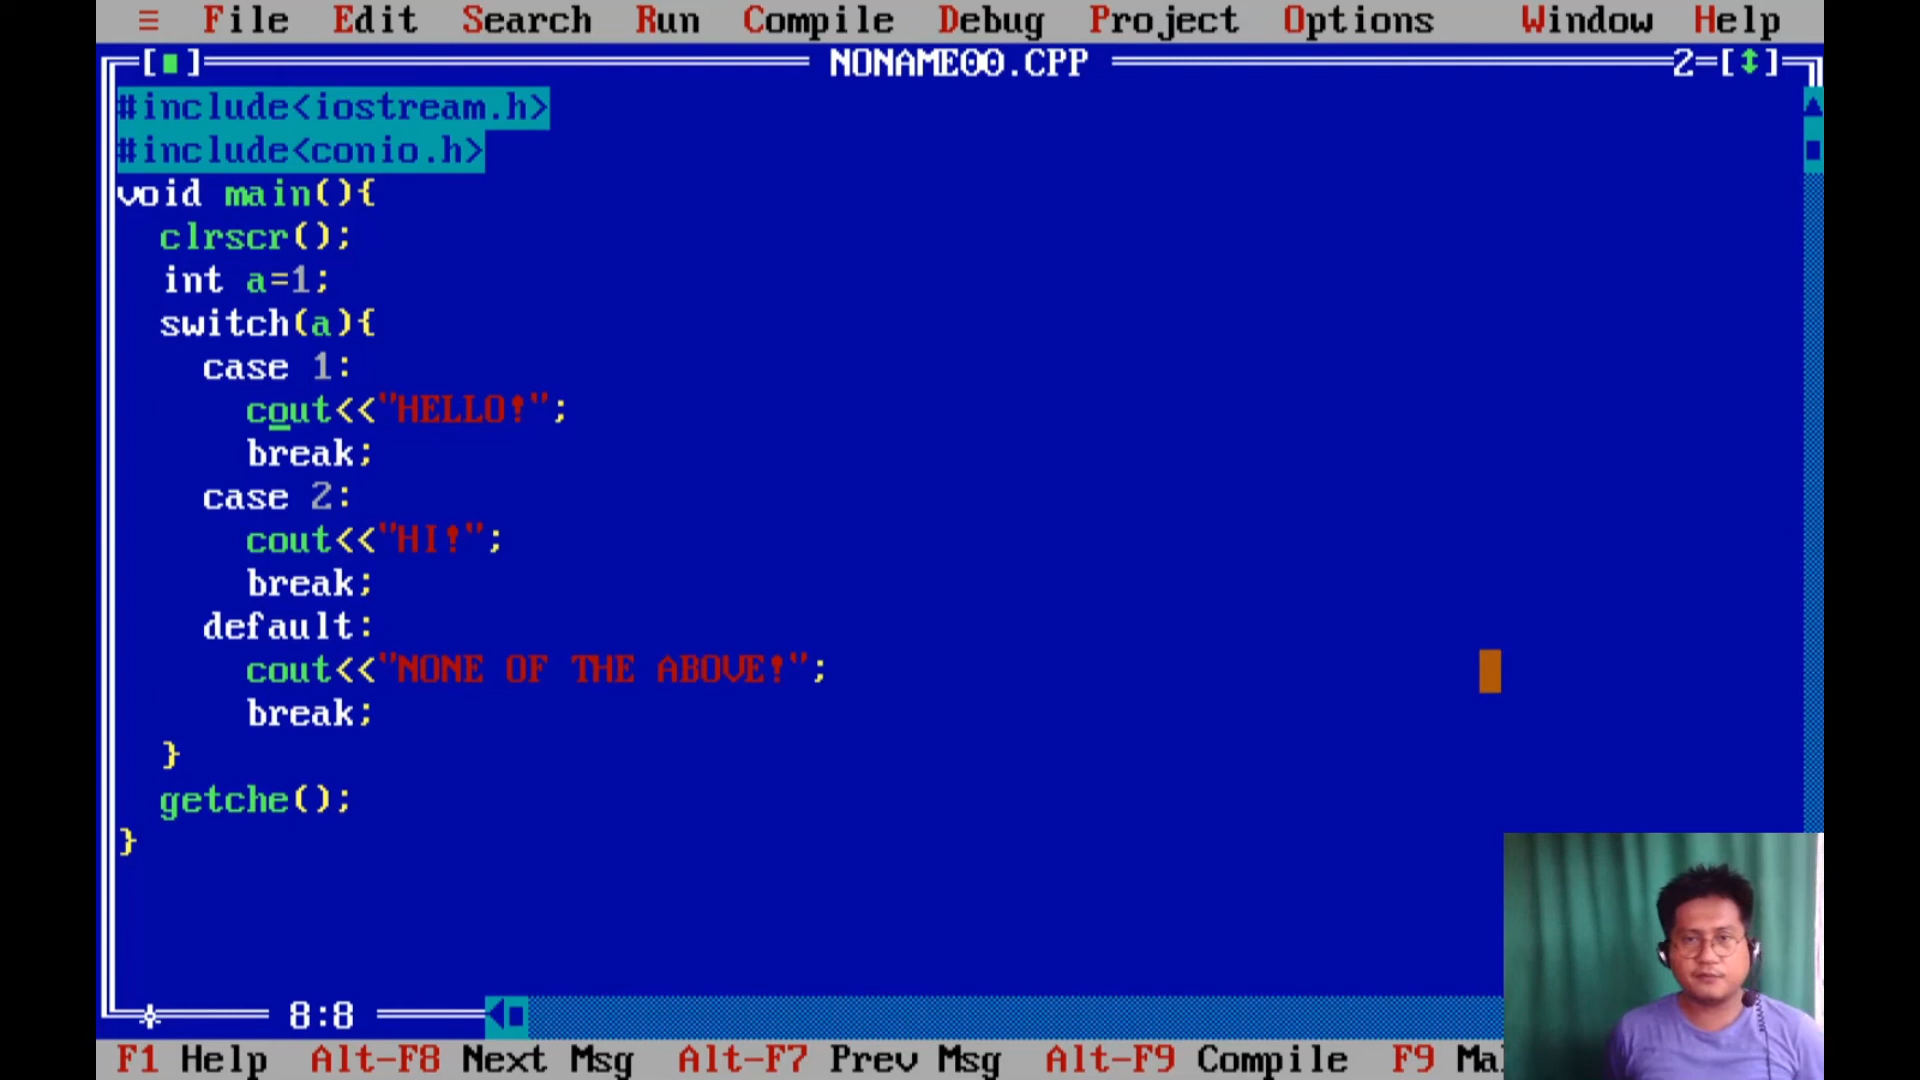 ≡ File Edit Search Run Compile Debug Project Options Window Help
[■] NONAME00.CPP 2=[↕]
#include<iostream.h>
#include<conio.h>
void main(){
clrscr();
int a=1;
switch(a){
case 1:
cout<<"HELLO!";
break;
case 2:
cout<<"HI!";
break;
default:
cout<<"NONE OF THE ABOVE!";
break;
}
getche();
}
8:8
F1 Help Alt-F8 Next Msg Alt-F7 Prev Msg Alt-F9 Compile F9